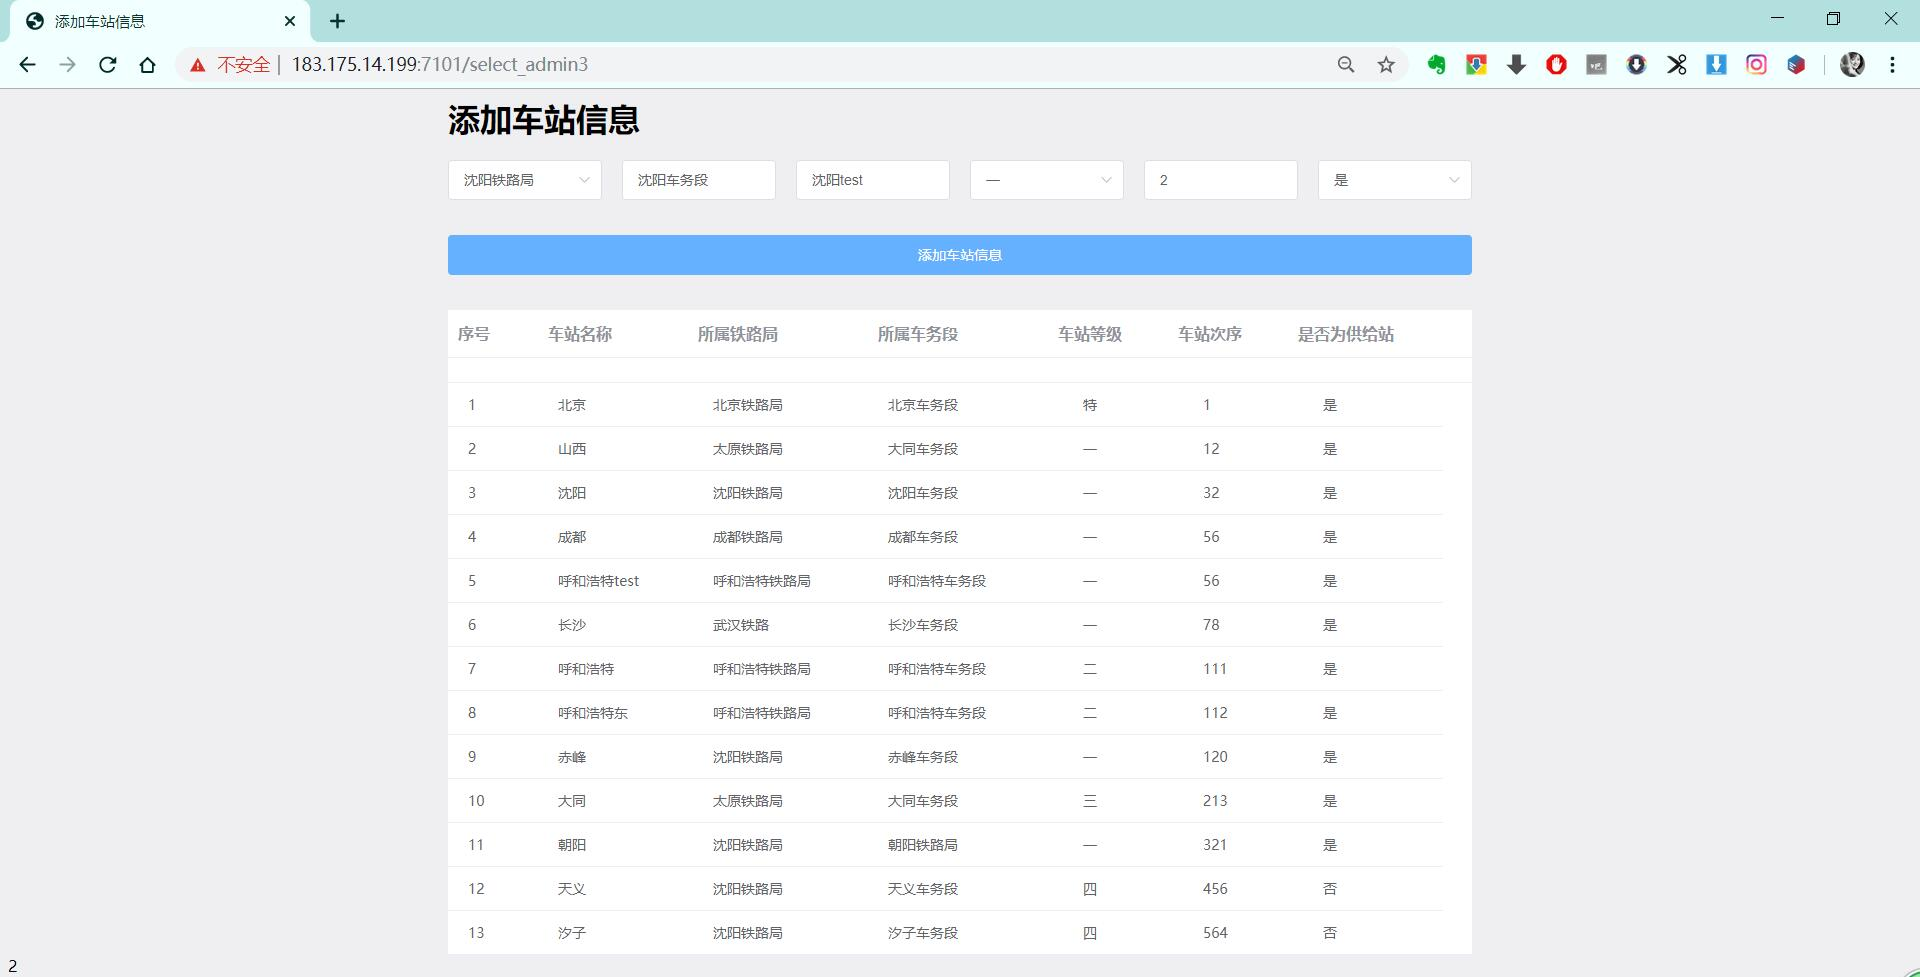 添加车站信息
不安全 | 183.175.14.199:7101/select_admin3
添加车站信息
沈阳铁路局 沈阳车务段 沈阳test 一 2 是
添加车站信息
序号 车站名称 所属铁路局 所属车务段 车站等级 车站次序 是否为供给站
1 北京 北京铁路局 北京车务段 特 1 是
2 山西 太原铁路局 大同车务段 一 12 是
3 沈阳 沈阳铁路局 沈阳车务段 一 32 是
4 成都 成都铁路局 成都车务段 一 56 是
5 呼和浩特test 呼和浩特铁路局 呼和浩特车务段 一 56 是
6 长沙 武汉铁路 长沙车务段 一 78 是
7 呼和浩特 呼和浩特铁路局 呼和浩特车务段 二 111 是
8 呼和浩特东 呼和浩特铁路局 呼和浩特车务段 二 112 是
9 赤峰 沈阳铁路局 赤峰车务段 一 120 是
10 大同 太原铁路局 大同车务段 三 213 是
11 朝阳 沈阳铁路局 朝阳铁路局 一 321 是
12 天义 沈阳铁路局 天义车务段 四 456 否
13 汐子 沈阳铁路局 汐子车务段 四 564 否
2